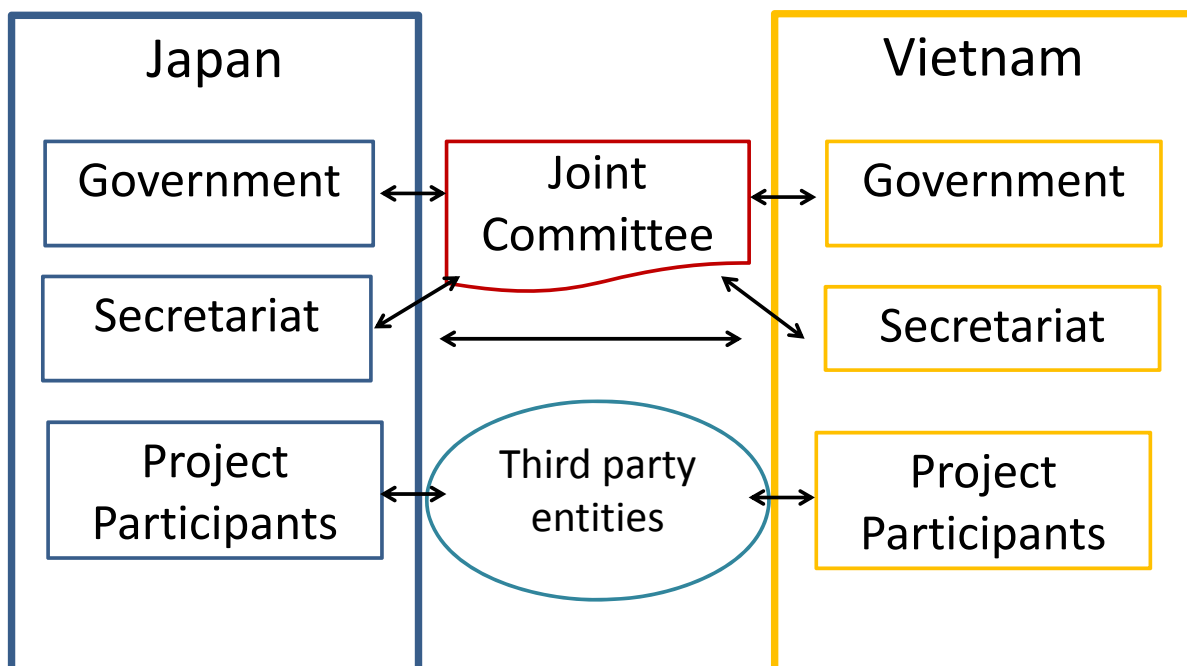 Japan
Government
Secretariat
Project
Participants
Joint
Committee
Third party
entities
Vietnam
Government
Secretariat
Project
Participants